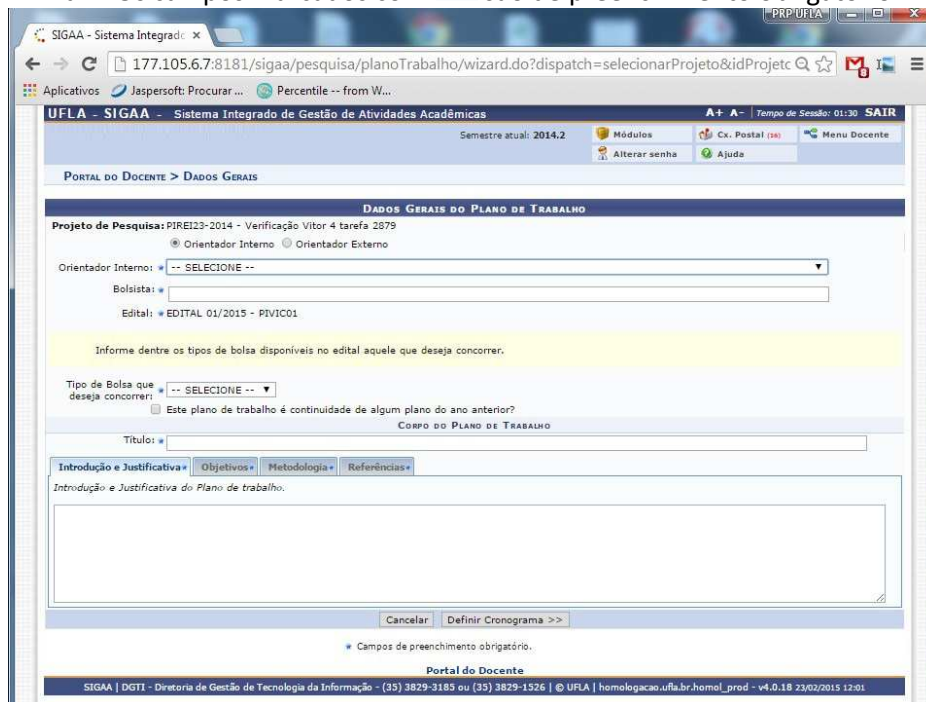 PRP UFLA
SIGAA - Sistema Integrado ×
177.105.6.7:8181/sigaa/pesquisa/planoTrabalho/wizard.do?dispatch=selecionarProjeto&idProjetc
Aplicativos Jaspersoft: Procurar ... Percentile -- from W...
UFLA - SIGAA - Sistema Integrado de Gestão de Atividades Acadêmicas A+ A- Tempo de Sessão: 01:30 SAIR
Semestre atual: 2014.2 Módulos Cx. Postal (16) Menu Docente
Alterar senha Ajuda
PORTAL DO DOCENTE > DADOS GERAIS
DADOS GERAIS DO PLANO DE TRABALHO
Projeto de Pesquisa: PIREI23-2014 - Verificação Vitor 4 tarefa 2879
Orientador Interno Orientador Externo
Orientador Interno: -- SELECIONE --
Bolsista:
Edital: EDITAL 01/2015 - PIVIC01
Informe dentre os tipos de bolsa disponíveis no edital aquele que deseja concorrer.
Tipo de Bolsa que
deseja concorrer: -- SELECIONE --
Este plano de trabalho é continuidade de algum plano do ano anterior?
CORPO DO PLANO DE TRABALHO
Título:
Introdução e Justificativa Objetivos Metodologia Referências
Introdução e Justificativa do Plano de trabalho.
Cancelar Definir Cronograma >>
Campos de preenchimento obrigatório.
Portal do Docente
SIGAA | DGTI - Diretoria de Gestão de Tecnologia da Informação - (35) 3829-3185 ou (35) 3829-1526 | © UFLA | homologacao.ufla.br.homol_prod - v4.0.18 23/02/2015 12:01